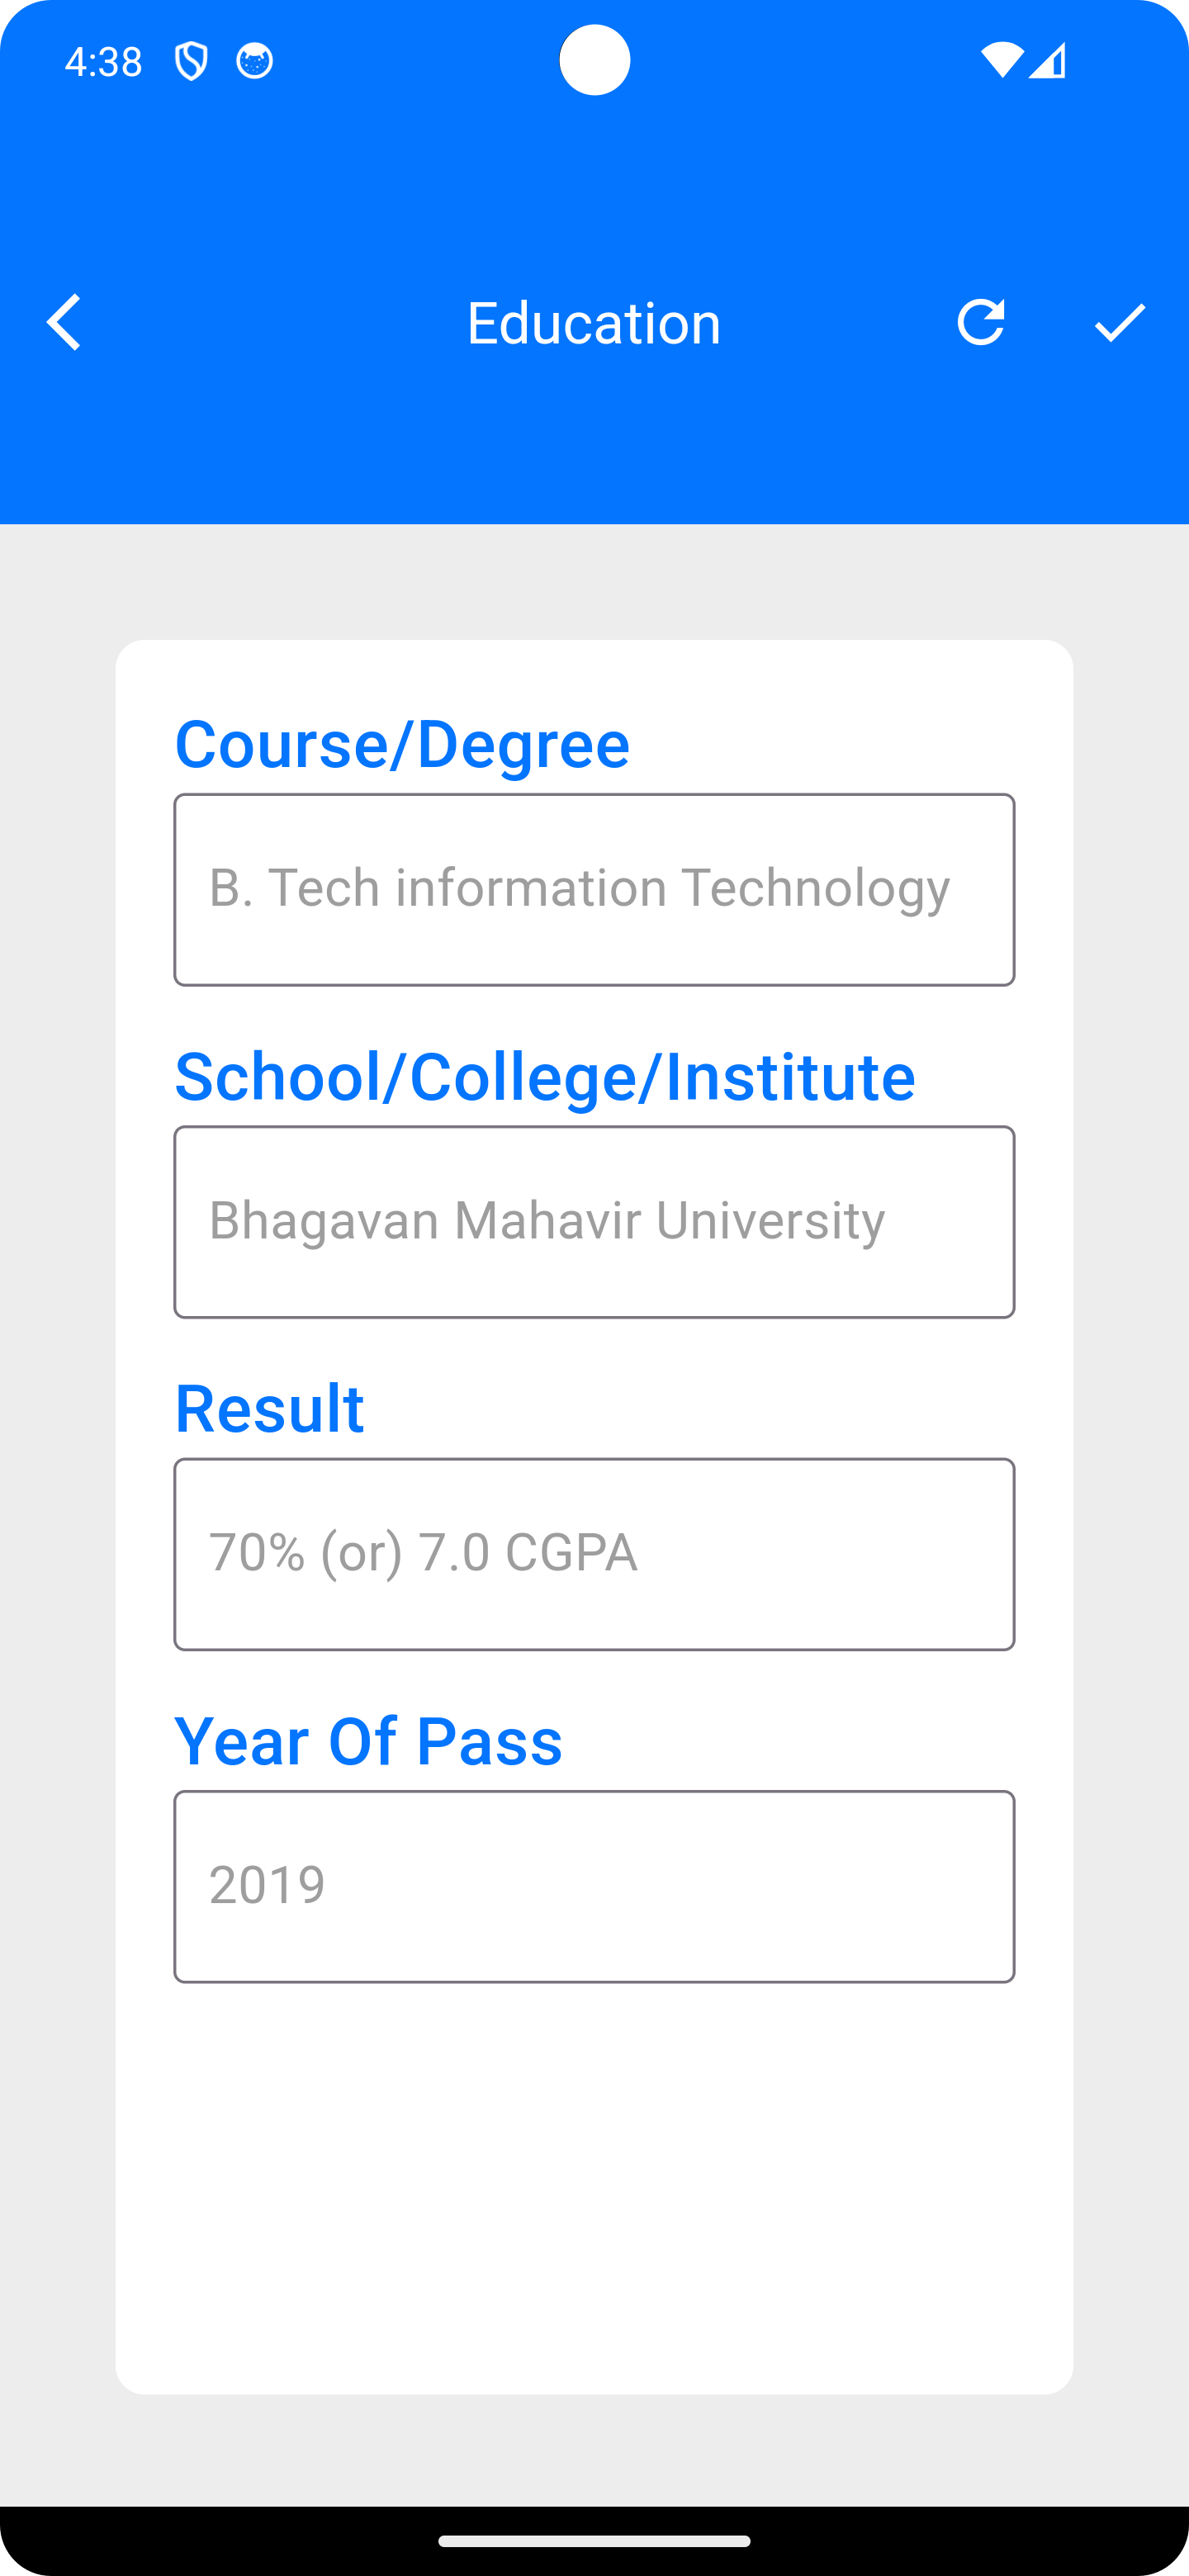 4:38
Education
Course/Degree
B. Tech information Technology
School/College/Institute
Bhagavan Mahavir University
Result
70% (or) 7.0 CGPA
Year Of Pass
2019